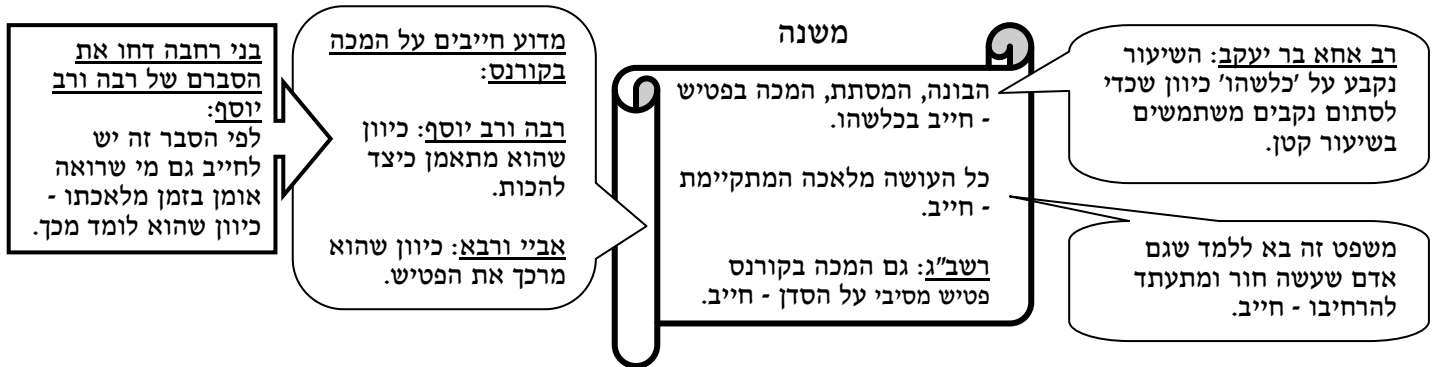 משנה
רב אחא בר יעקב: השיעור
נקבע על 'כלשהו' כיוון שכדי
לסתום נקבים משתמשים
בשיעור קטן.
הבונה, המסתת, המכה בפטיש
- חייב בכלשהו.
כל העושה מלאכה המתקיימת
- חייב.
רשב"ג: גם המכה בקורנס
פטיש מסיבי על הסדן - חייב.
משפט זה בא ללמד שגם
אדם שעשה חור ומתעתד
להרחיבו - חייב.
מדוע חייבים על המכה
בקורנס:
רבה ורב יוסף: כיוון
שהוא מתאמן כיצד
להכות.
אביי ורבא: כיוון שהוא
מרכך את הפטיש.
בני רחבה דחו את
הסברם של רבה ורב
יוסף:
לפי הסבר זה יש
לחייב גם מי שרואה
אומן בזמן מלאכתו -
כיוון שהוא לומד מכך.